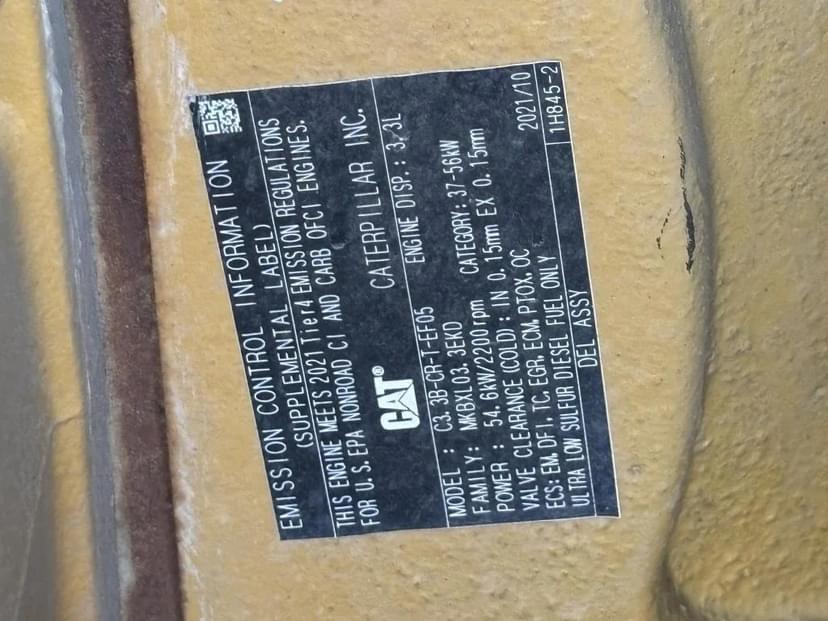 EMISSION CONTROL INFORMATION
(SUPPLEMENTAL LABEL)
THIS ENGINE MEETS 2021 Tier4 EMISSION REGULATIONS
FOR U.S. EPA NONROAD CI AND CARB OFCI ENGINES.
CAT® CATERPILLAR INC.
MODEL : C3.3B-CR-T-EF05 ENGINE DISP. : 3.3L
FAMILY : MKBXL03.3EKD CATEGORY: 37-56kW
POWER : 54.6kW/2200rpm
VALVE CLEARANCE (COLD) : IN 0.15mm EX 0.15mm
ECS: EM, DFI, TC, EGR, ECM, PTOX, OC 2021/10
ULTRA LOW SULFUR DIESEL FUEL ONLY 1H845-2
DEL ASSY